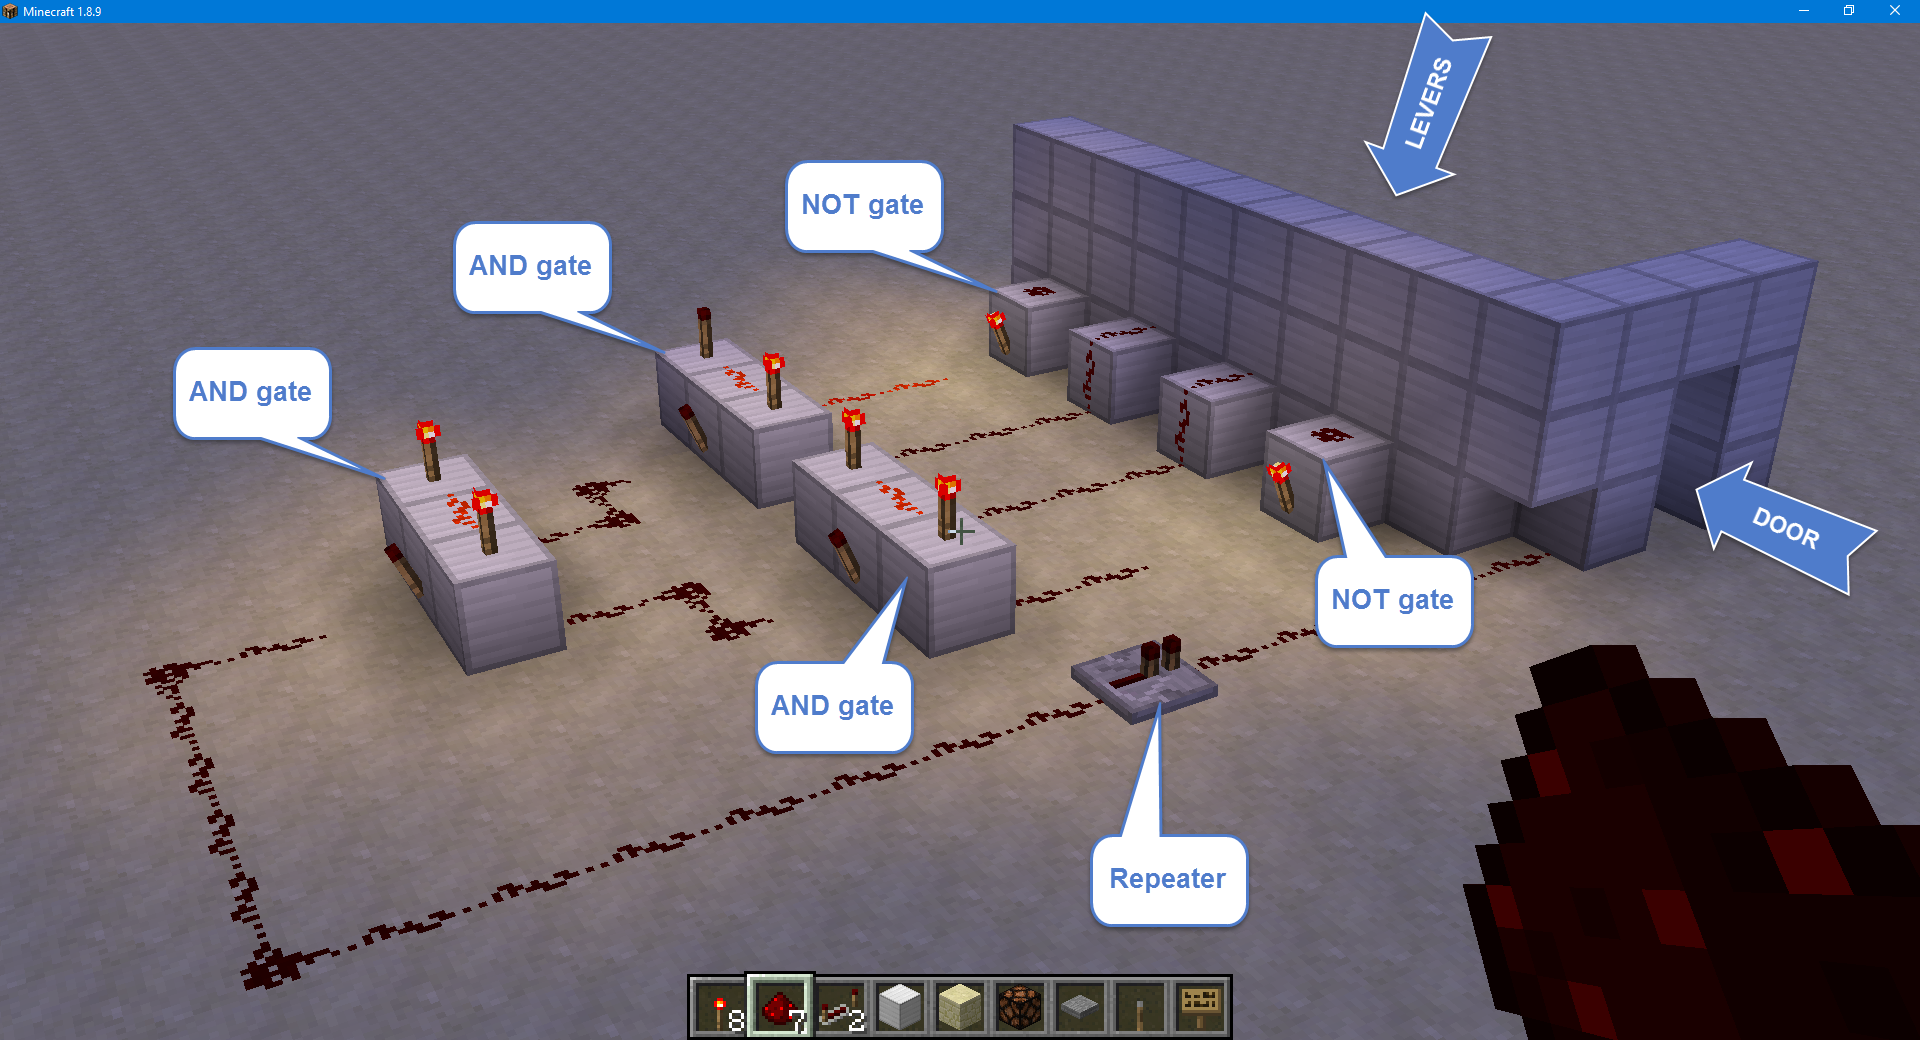 Minecraft 1.8.9
LEVERS
NOT gate
AND gate
AND gate
DOOR
NOT gate
AND gate
Repeater
8
7
2